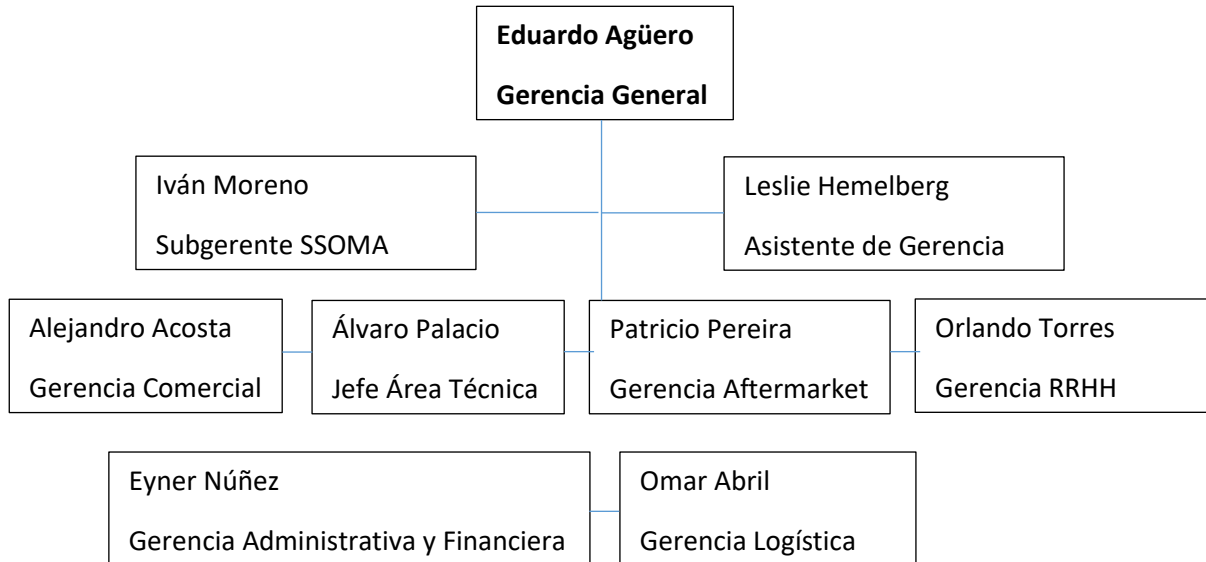 Eduardo Agüero
Gerencia General
Iván Moreno
Subgerente SSOMA
Leslie Hemelberg
Asistente de Gerencia
Alejandro Acosta
Gerencia Comercial
Álvaro Palacio
Jefe Área Técnica
Patricio Pereira
Gerencia Aftermarket
Orlando Torres
Gerencia RRHH
Eyner Núñez
Gerencia Administrativa y Financiera
Omar Abril
Gerencia Logística